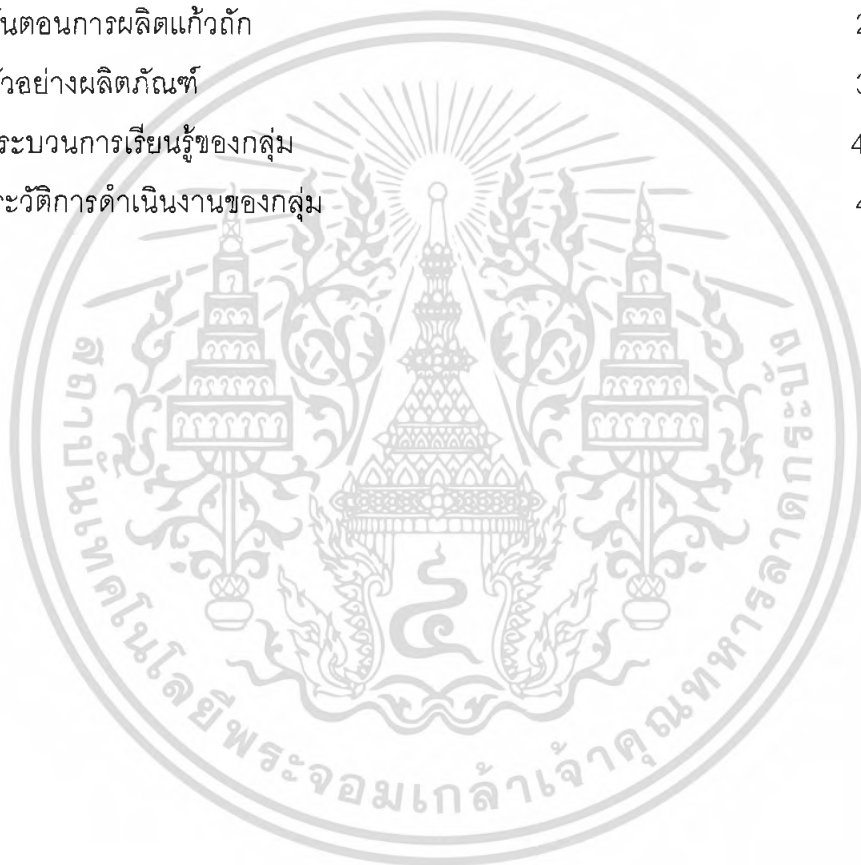 ันตอนการผลิตแก้วถัก 2
ัวอย่างผลิตภัณฑ์ 3
ระบวนการเรียนรู้ของกลุ่ม 4
ระวัติการดำเนินงานของกลุ่ม 4
สถาบันเทคโนโลยีพระจอมเกล้าเจ้าคุณทหารลาดกระบัง
๔